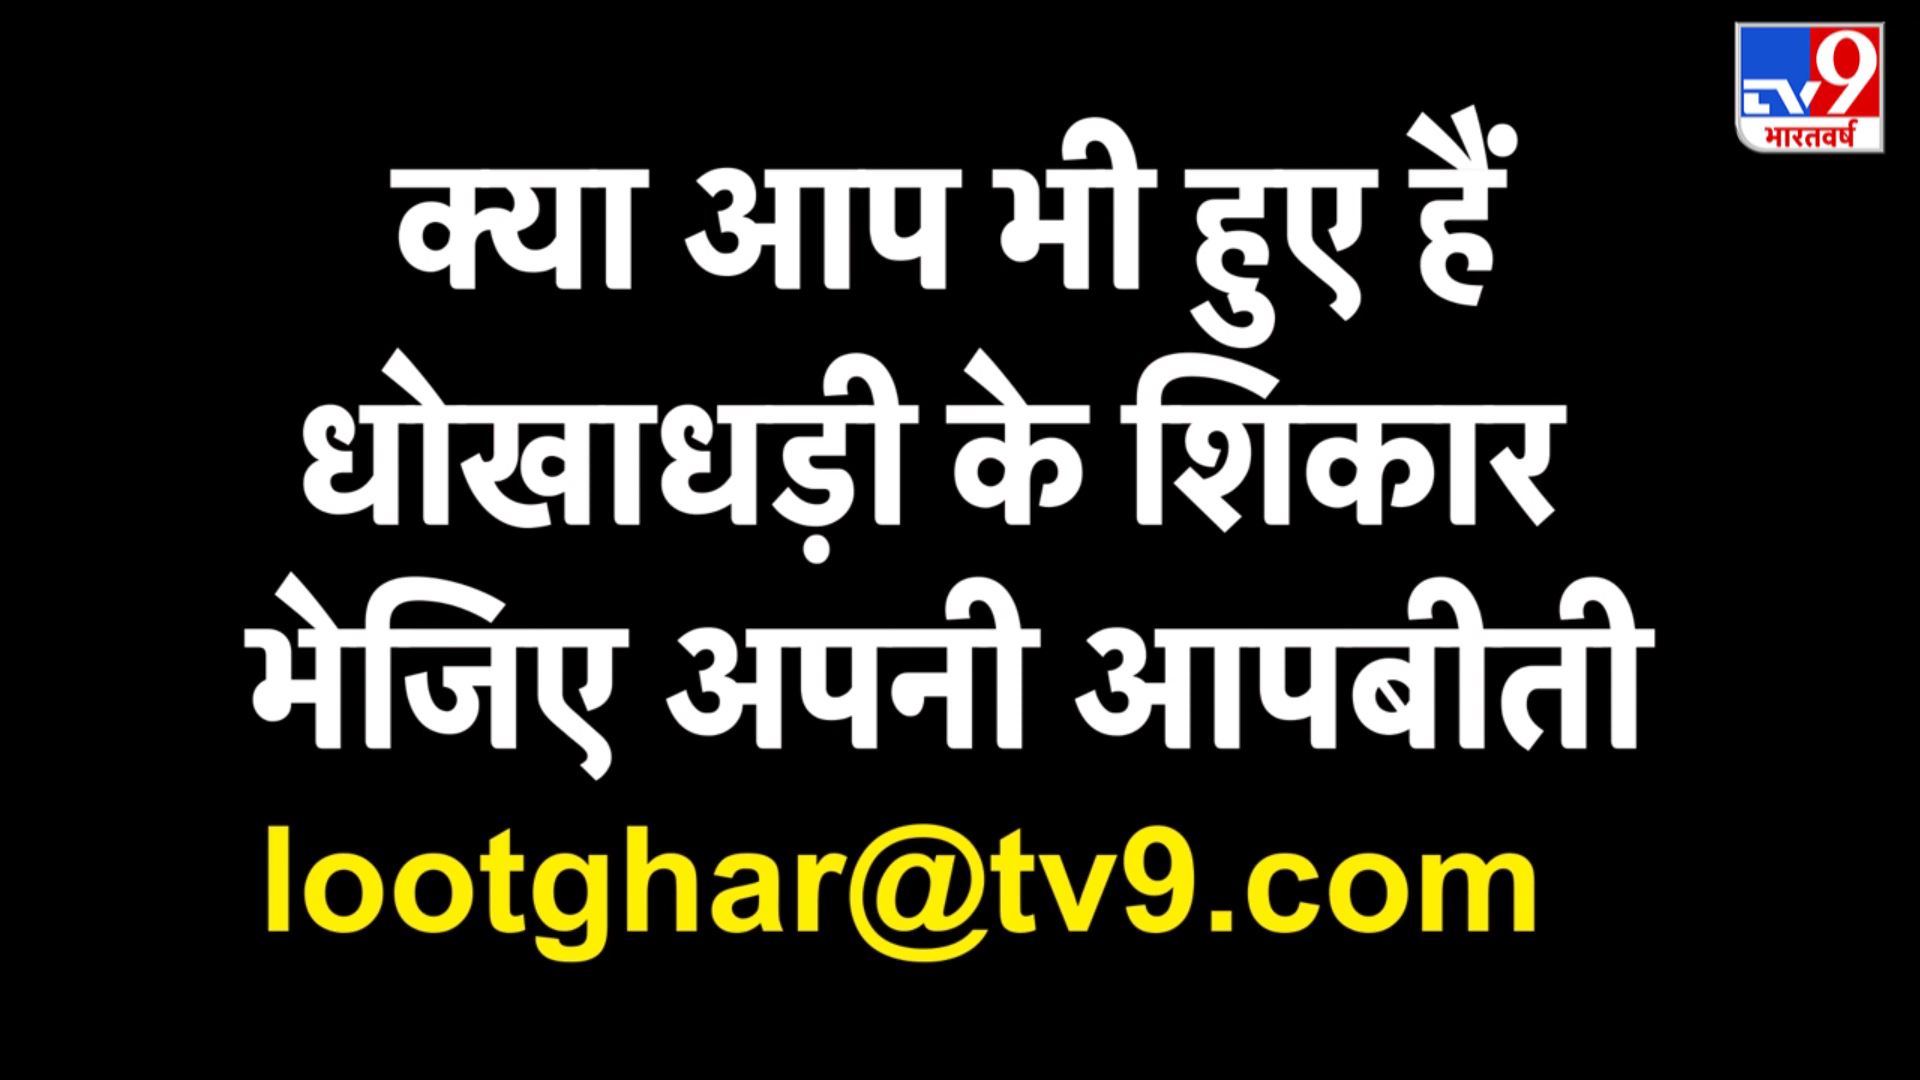 TV9
भारतवर्ष
क्या आप भी हुए हैं
धोखाधड़ी के शिकार
भेजिए अपनी आपबीती
lootghar@tv9.com